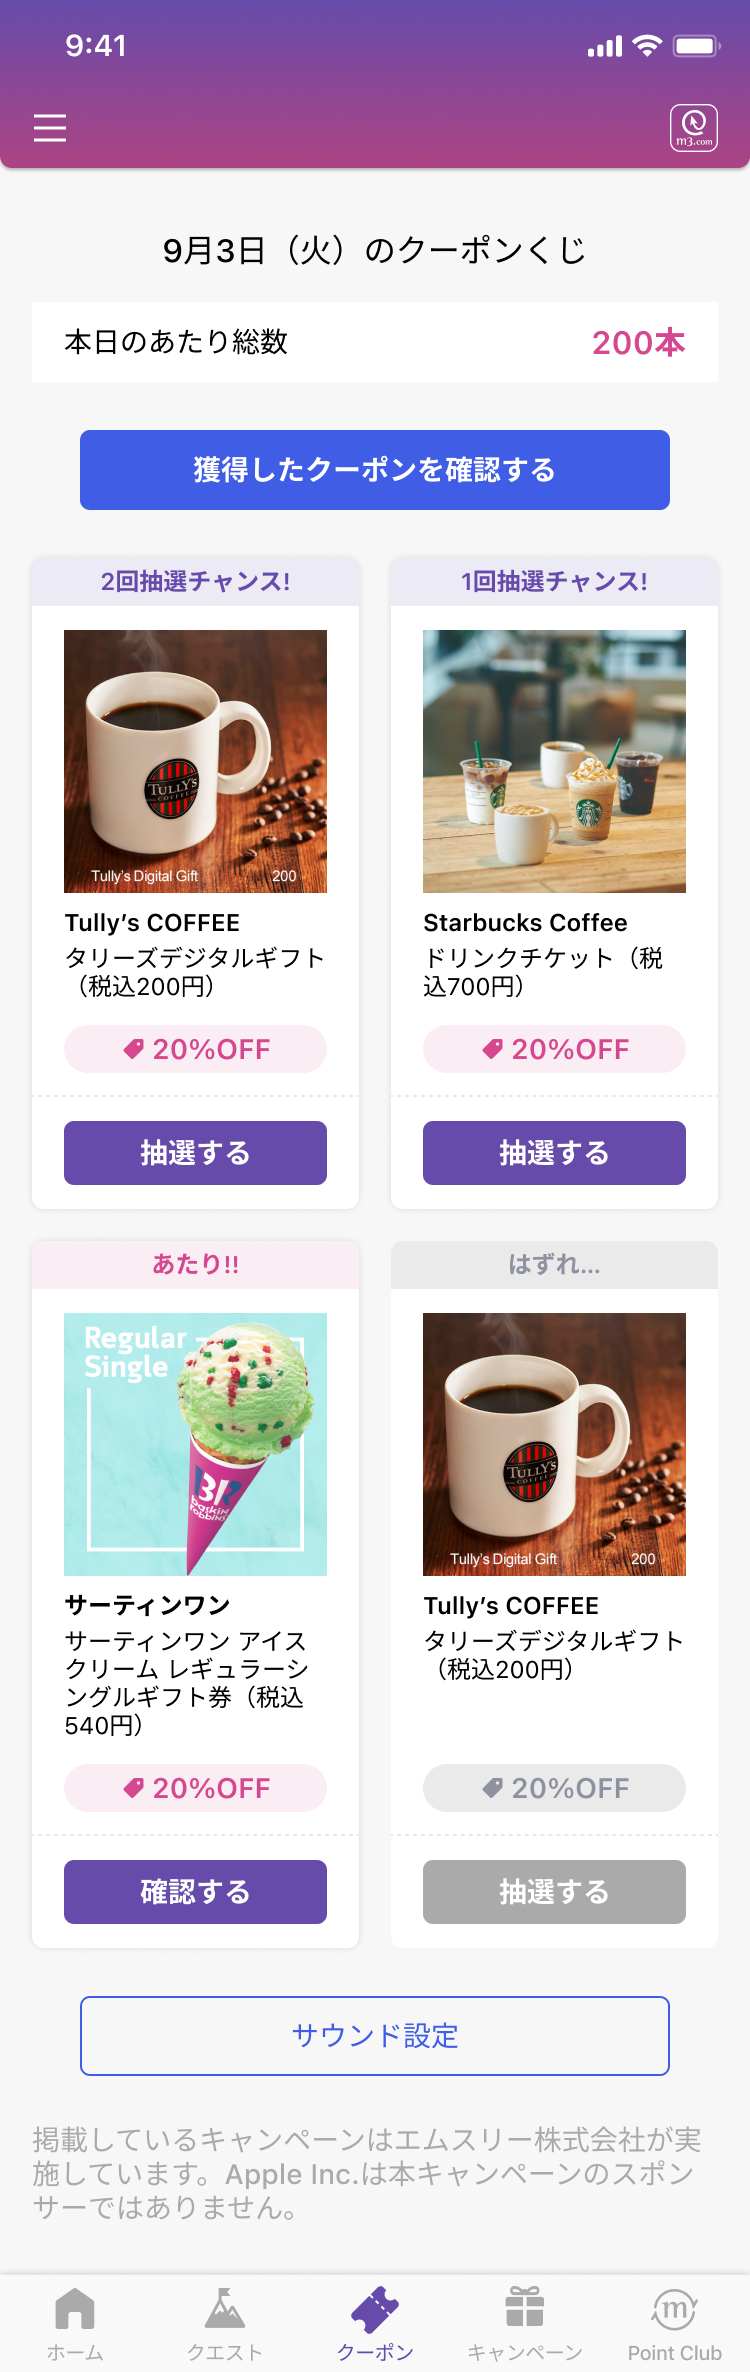 9:41
m3.com
9月3日（火）のクーポンくじ
本日のあたり総数 200本
獲得したクーポンを確認する
2回抽選チャンス!
TULLY'S
COFFEE
Tully's Digital Gift 200
Tully’s COFFEE
タリーズデジタルギフト
（税込200円）
20%OFF
抽選する
1回抽選チャンス!
Starbucks Coffee
ドリンクチケット（税
込700円）
20%OFF
抽選する
あたり!!
Regular
Single
BR
baskin
robbins
サーティンワン
サーティンワン アイス
クリーム レギュラーシ
ングルギフト券（税込
540円）
20%OFF
確認する
はずれ...
TULLY'S
COFFEE
Tully's Digital Gift 200
Tully’s COFFEE
タリーズデジタルギフト
（税込200円）
20%OFF
抽選する
サウンド設定
掲載しているキャンペーンはエムスリー株式会社が実
施しています。Apple Inc.は本キャンペーンのスポン
サーではありません。
ホーム クエスト クーポン キャンペーン Point Club